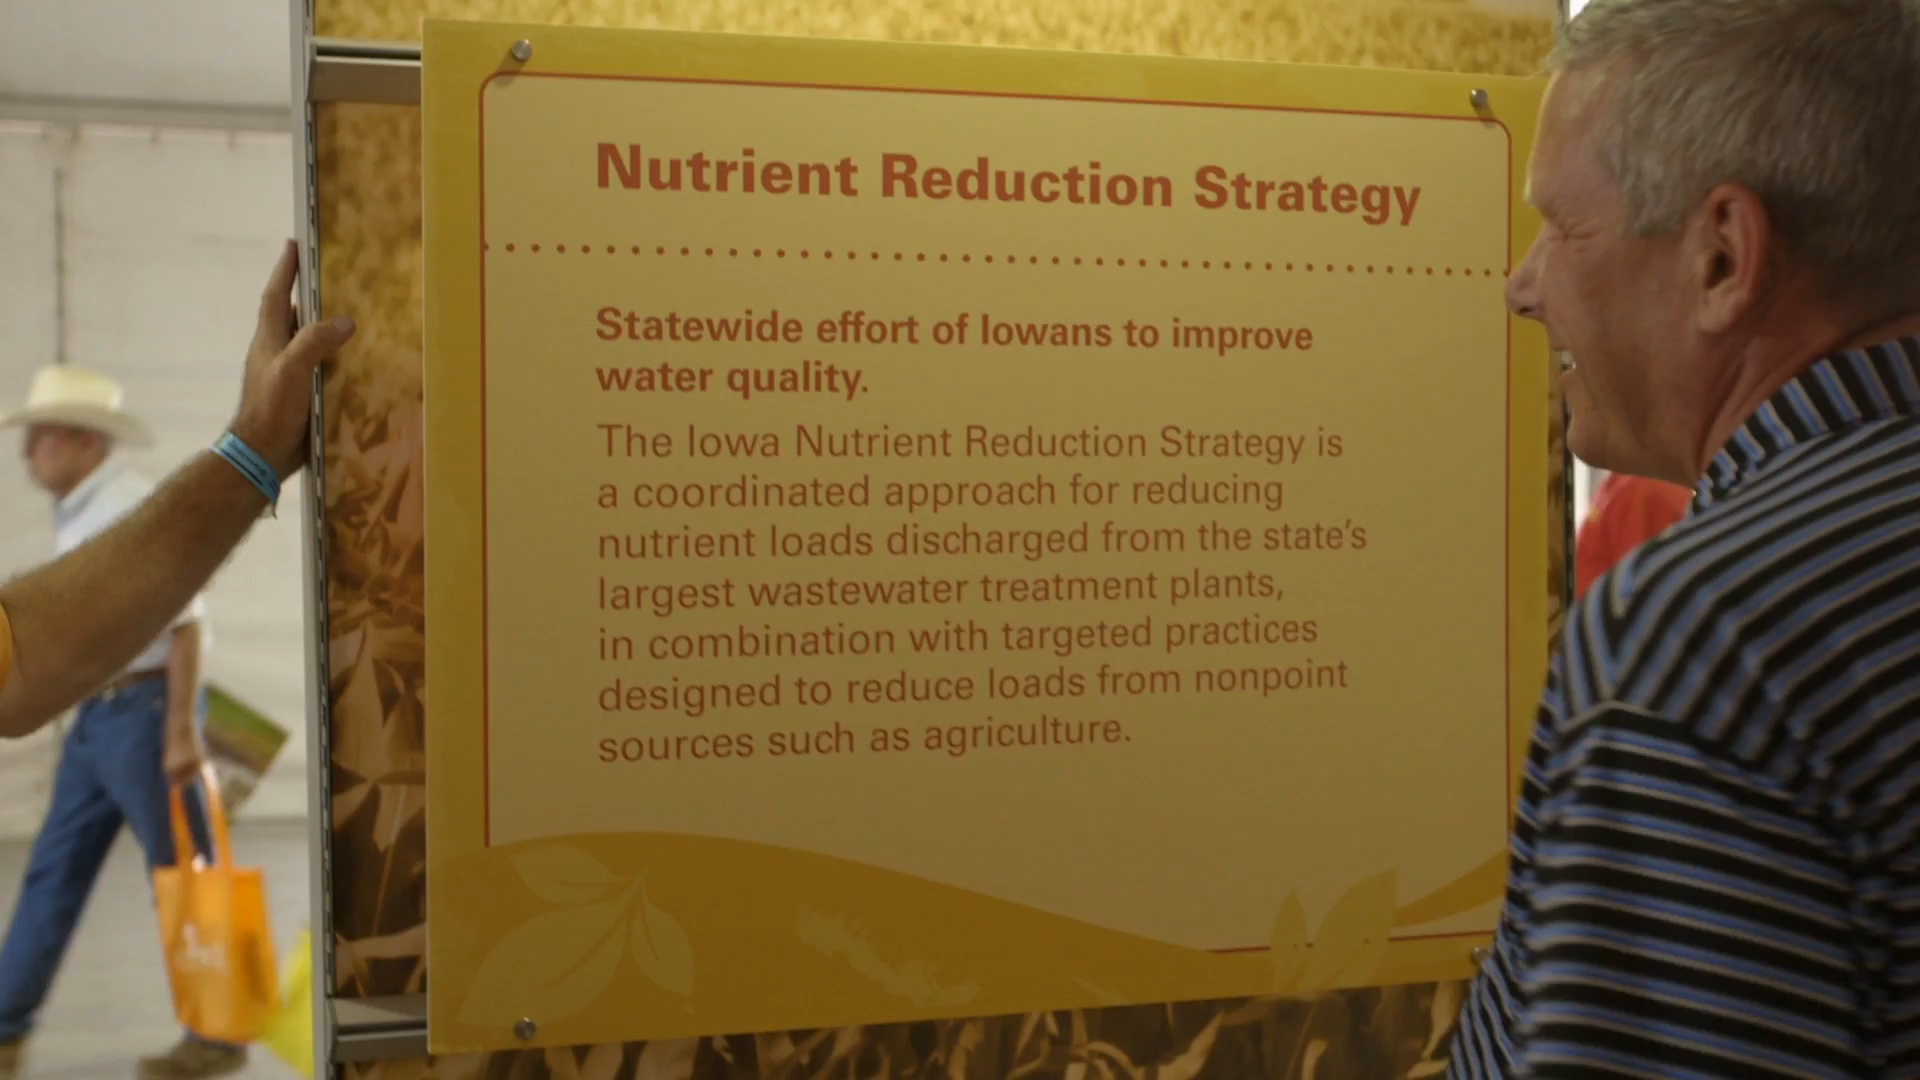 Nutrient Reduction Strategy
Statewide effort of Iowans to improve
water quality.
The Iowa Nutrient Reduction Strategy is
a coordinated approach for reducing
nutrient loads discharged from the state's
largest wastewater treatment plants,
in combination with targeted practices
designed to reduce loads from nonpoint
sources such as agriculture.